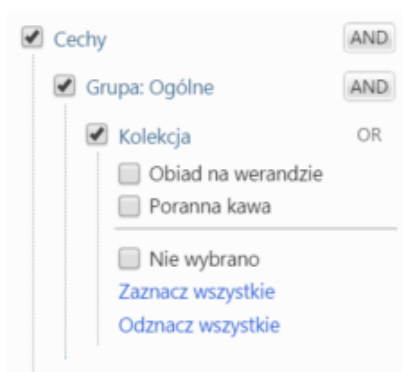 Cechy AND
Grupa: Ogólne AND
Kolekcja OR
Obiad na werandzie
Poranna kawa
Nie wybrano
Zaznacz wszystkie
Odznacz wszystkie